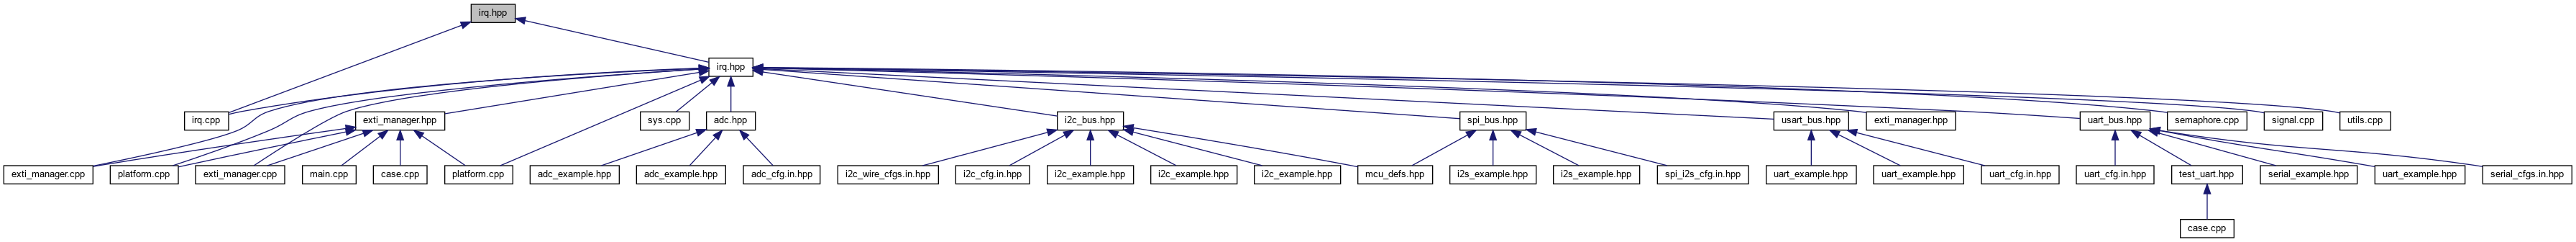 irq.hpp
irq.hpp
irq.cpp
exti_manager.hpp
sys.cpp
adc.hpp
i2c_bus.hpp
spi_bus.hpp
usart_bus.hpp
exti_manager.hpp
uart_bus.hpp
semaphore.cpp
signal.cpp
utils.cpp
exti_manager.cpp
platform.cpp
exti_manager.cpp
main.cpp
case.cpp
platform.cpp
adc_example.hpp
adc_example.hpp
adc_cfg.in.hpp
i2c_wire_cfgs.in.hpp
i2c_cfg.in.hpp
i2c_example.hpp
i2c_example.hpp
i2c_example.hpp
mcu_defs.hpp
i2s_example.hpp
i2s_example.hpp
spi_i2s_cfg.in.hpp
uart_example.hpp
uart_example.hpp
uart_cfg.in.hpp
uart_cfg.in.hpp
test_uart.hpp
serial_example.hpp
uart_example.hpp
serial_cfgs.in.hpp
case.cpp